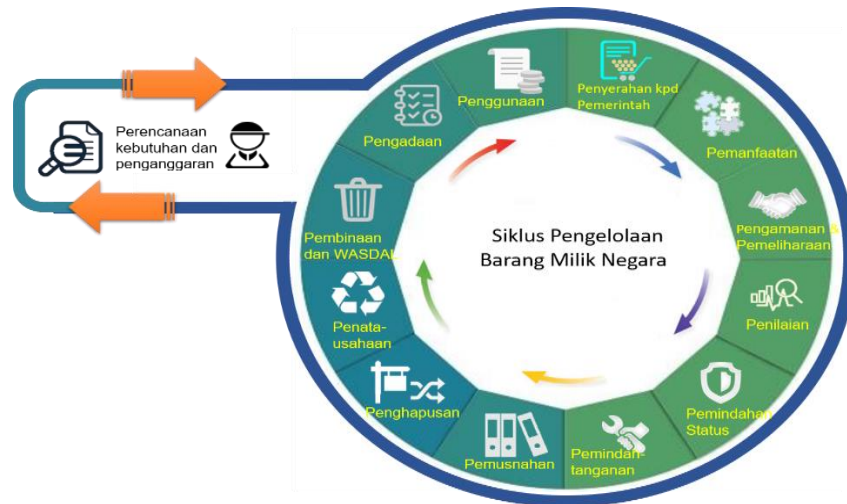 Perencanaan
kebutuhan dan
penganggaran
Siklus Pengelolaan
Barang Milik Negara
Pengadaan
Penggunaan
Penyerahan kpd
Pemerintah
Pemanfaatan
Pengamanan &
Pemeliharaan
Penilaian
Pemindahan
Status
Pemindah-
tanganan
Pemusnahan
Penghapusan
Penata-
usahaan
Pembinaan
dan WASDAL